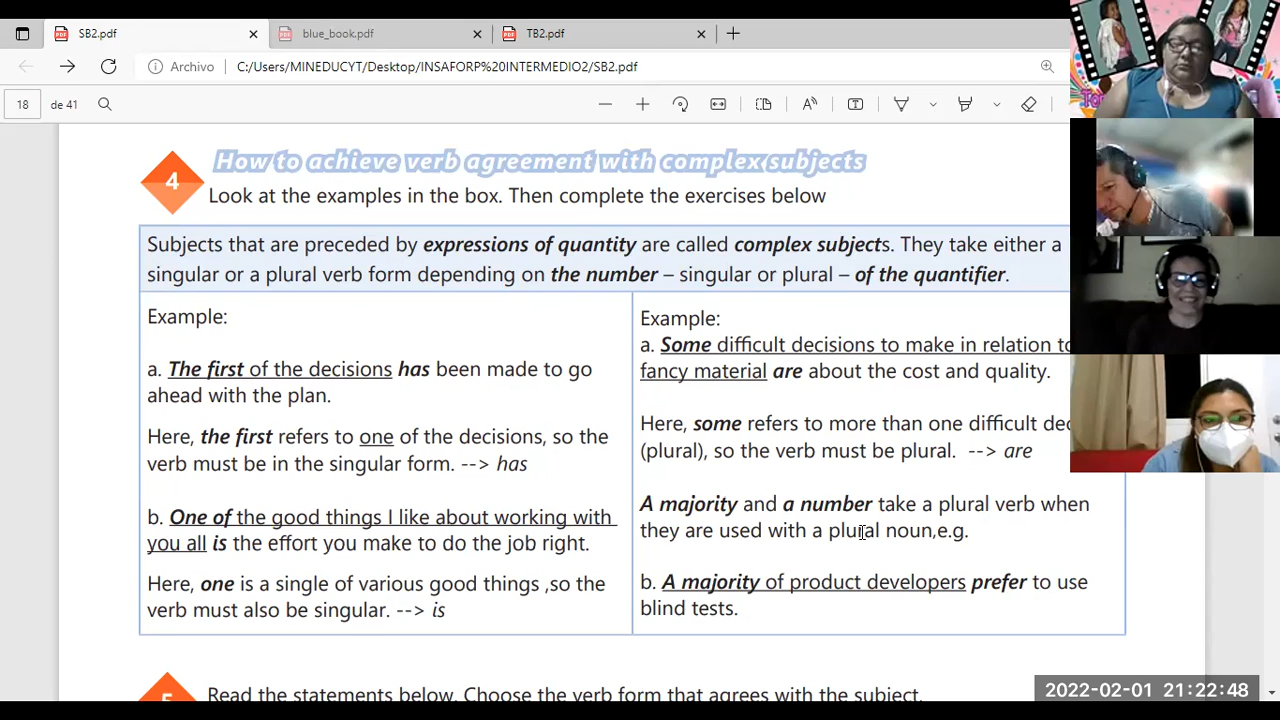 SB2.pdf
blue_book.pdf
TB2.pdf
Archivo
C:/Users/MINEDUCYT/Desktop/INSAFORP%20INTERMEDIO2/SB2.pdf
18
de 41
How to achieve verb agreement with complex subjects
4
Look at the examples in the box. Then complete the exercises below
Subjects that are preceded by expressions of quantity are called complex subjects. They take either a
singular or a plural verb form depending on the number – singular or plural – of the quantifier.
Example:
a. The first of the decisions has been made to go
ahead with the plan.
Here, the first refers to one of the decisions, so the
verb must be in the singular form. --> has
b. One of the good things I like about working with
you all is the effort you make to do the job right.
Here, one is a single of various good things ,so the
verb must also be singular. --> is
Example:
a. Some difficult decisions to make in relation to
fancy material are about the cost and quality.
Here, some refers to more than one difficult dec
(plural), so the verb must be plural. --> are
A majority and a number take a plural verb when
they are used with a plural noun,e.g.
b. A majority of product developers prefer to use
blind tests.
5
Read the statements below. Choose the verb form that agrees with the subject.
2022-02-01 21:22:48